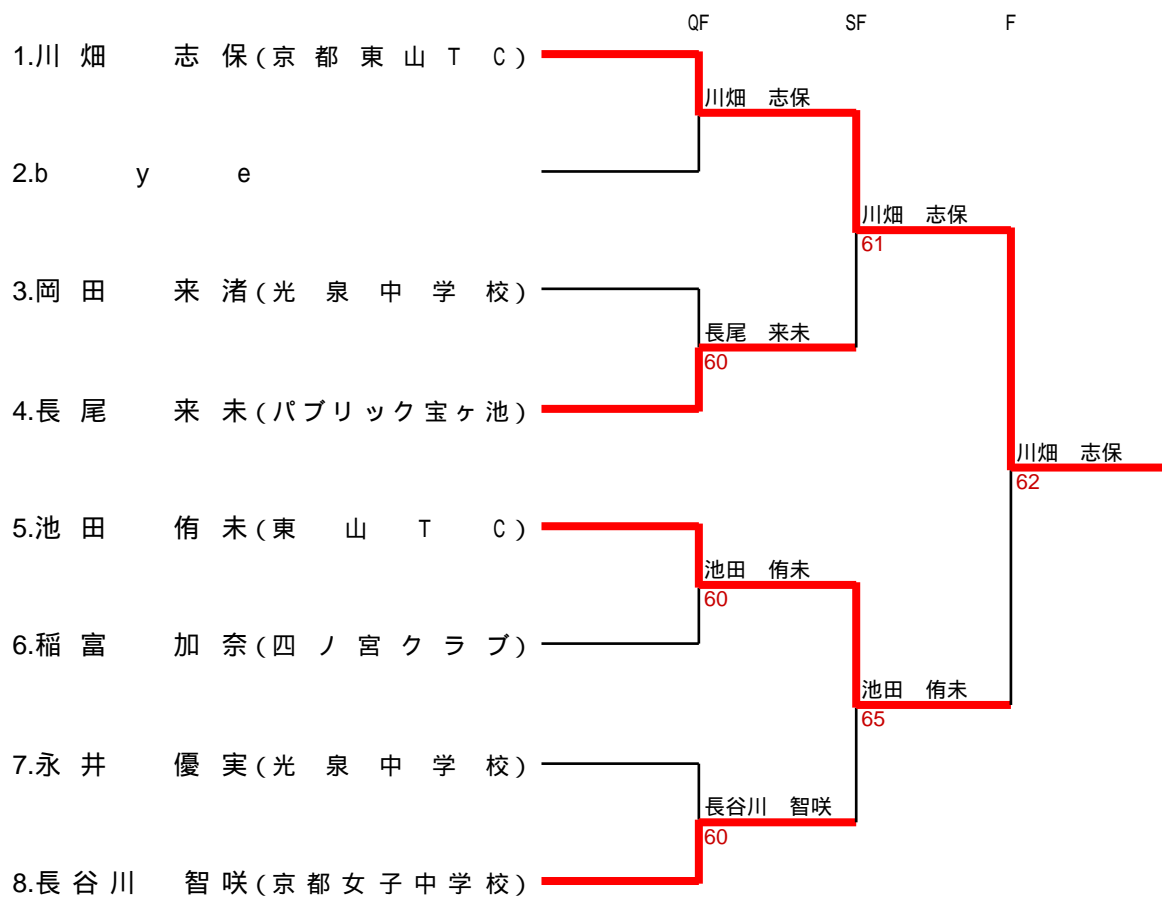 QF SF F
1.川畑 志保(京都東山TC)
川畑 志保
2.bye
川畑 志保
61
3.岡田 来渚(光泉中学校)
長尾 来未
60
4.長尾 来未(パブリック宝ヶ池)
川畑 志保
62
5.池田 侑未(東山TC)
池田 侑未
60
6.稲富 加奈(四ノ宮クラブ)
池田 侑未
65
7.永井 優実(光泉中学校)
長谷川 智咲
60
8.長谷川 智咲(京都女子中学校)